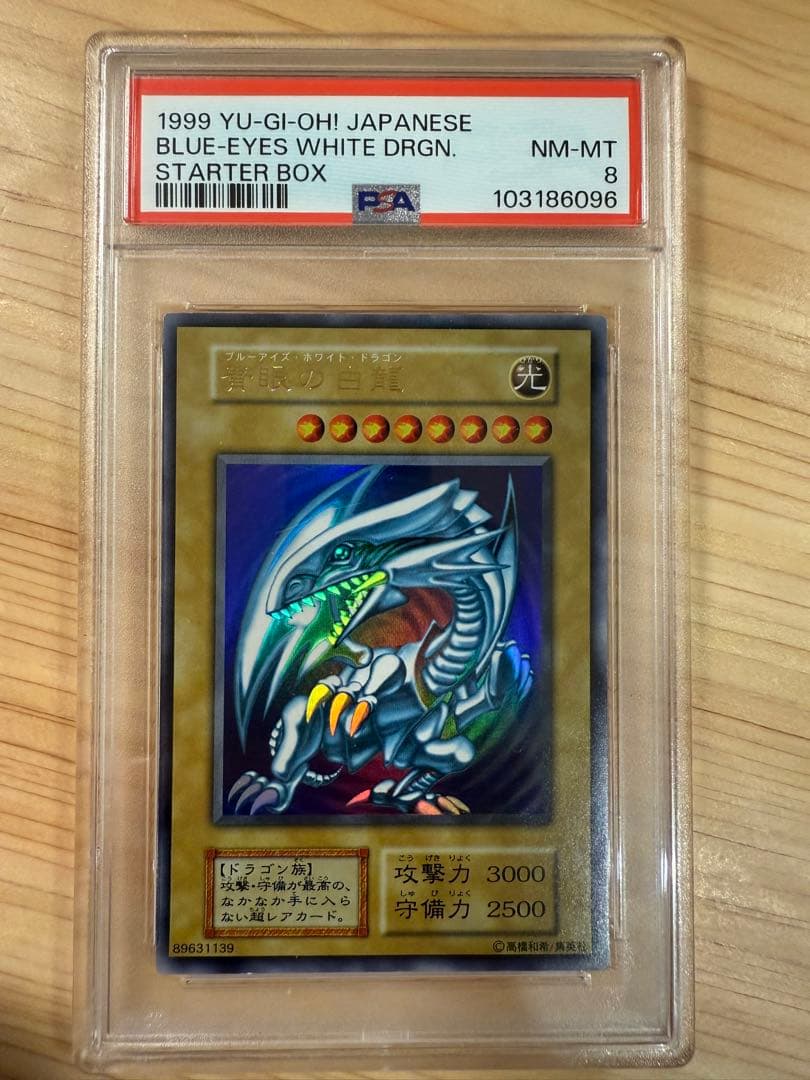 1999 YU-GI-OH! JAPANESE
BLUE-EYES WHITE DRGN. NM-MT
STARTER BOX 8
PSA 103186096
ブルーアイズ・ホワイト・ドラゴン
青眼の白龍
光
【ドラゴン族】
攻撃・守備が最高の、
なかなか手に入ら
ない超レアカード。
こう げき りょく
攻撃力 3000
しゅ び りょく
守備力 2500
89631139
©高橋和希/集英社